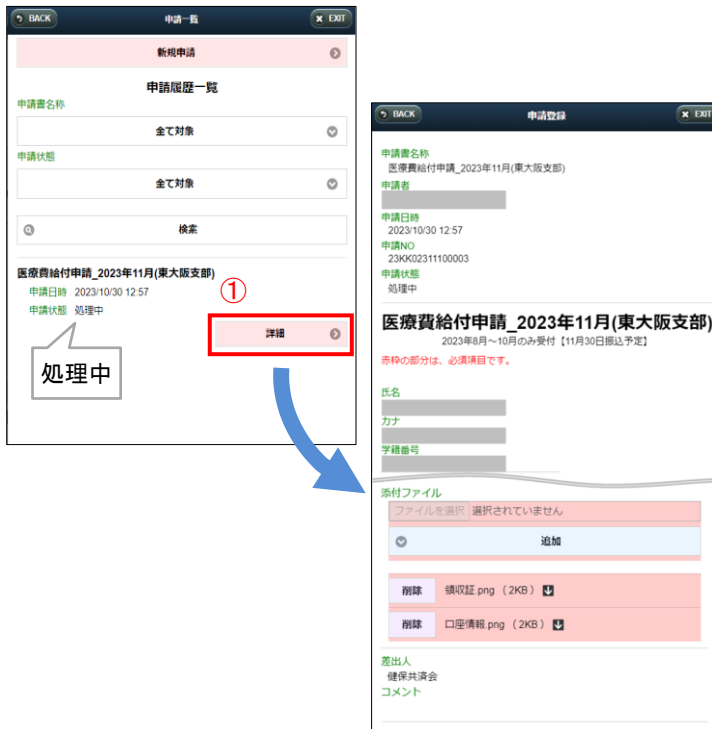 BACK
申請一覧
EXIT
新規申請
申請履歴一覧
申請書名称
全て対象
申請状態
全て対象
検索
医療費給付申請_2023年11月(東大阪支部)
申請日時 2023/10/30 12:57
申請状態 処理中
①
詳細
処理中
BACK
申請登録
EXIT
申請書名称
医療費給付申請_2023年11月(東大阪支部)
申請者
申請日時
2023/10/30 12:57
申請NO
23KK02311100003
申請状態
処理中
医療費給付申請_2023年11月(東大阪支部)
2023年8月～10月のみ受付【11月30日振込予定】
赤枠の部分は、必須項目です。
氏名
カナ
学籍番号
添付ファイル
ファイルを選択 選択されていません
追加
削除 領収証.png （2KB）
削除 口座情報.png （2KB）
差出人
健保共済会
コメント